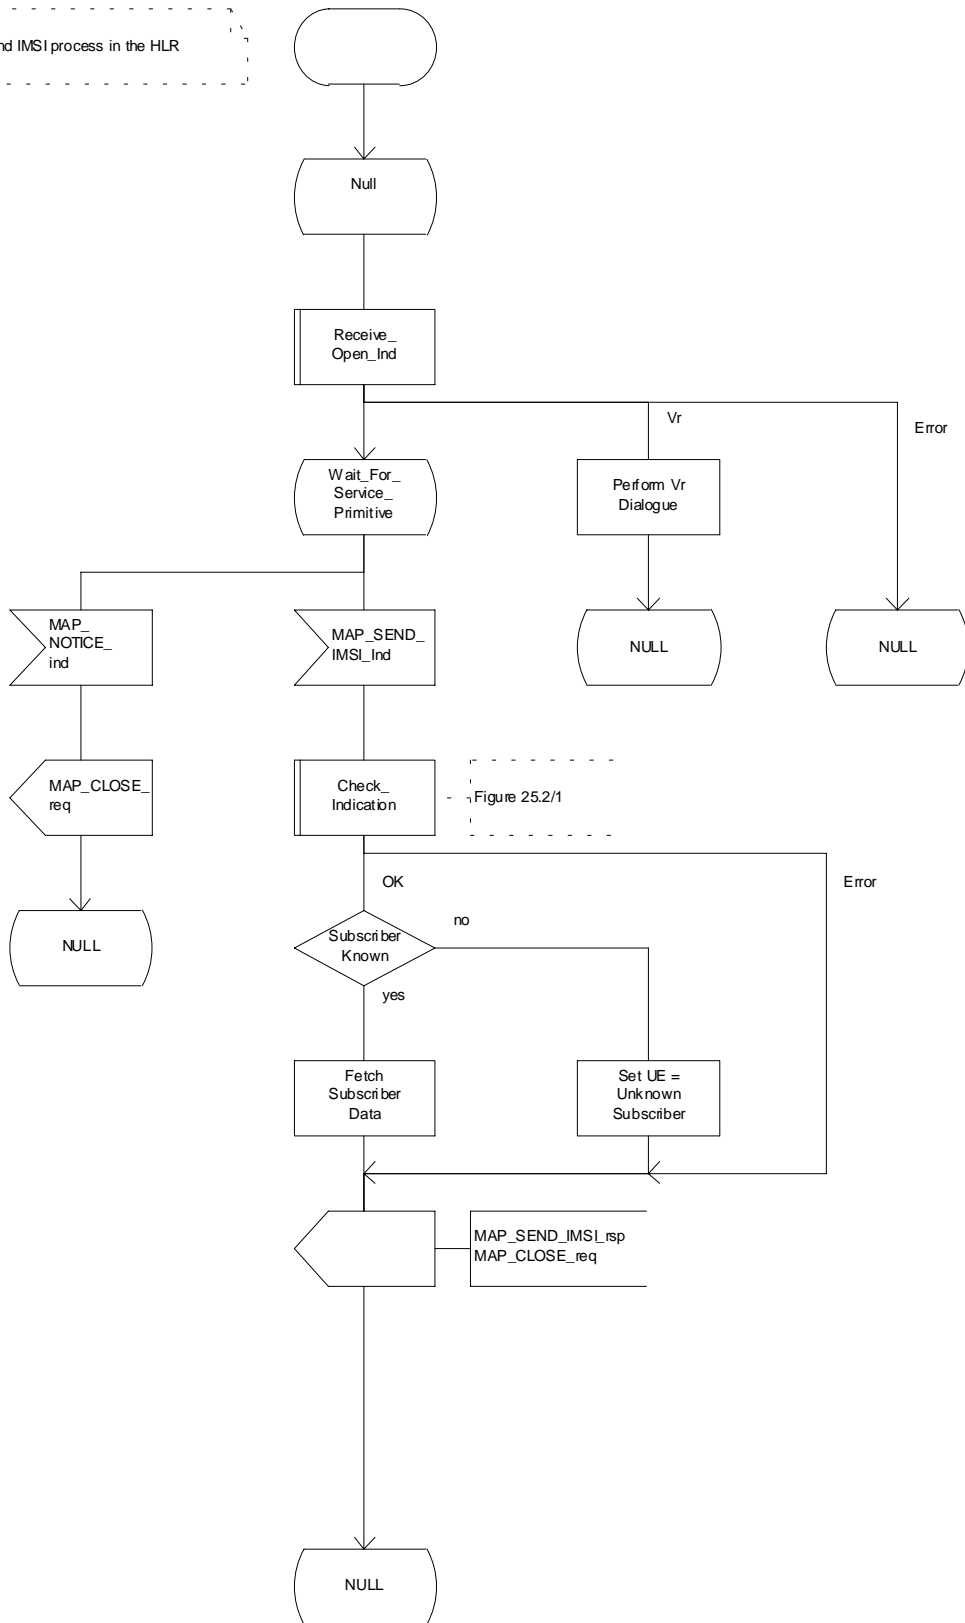 nd IMSI process in the HLR
Null
Receive_
Open_Ind
Vr
Error
Wait_For_
Service_
Primitive
Perform Vr
Dialogue
MAP_
NOTICE_
ind
MAP_SEND_
IMSI_Ind
NULL
NULL
MAP_CLOSE_
req
Check_
Indication
Figure 25.2/1
OK
Error
NULL
Subscriber
Known
no
yes
Fetch
Subscriber
Data
Set UE =
Unknown
Subscriber
MAP_SEND_IMSI_rsp
MAP_CLOSE_req
NULL